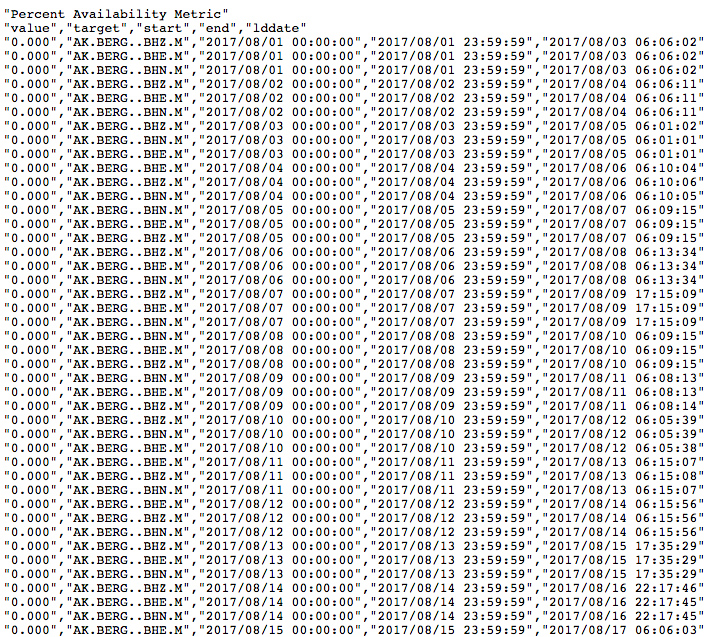 "Percent Availability Metric"
"value","target","start","end","lddate"
"0.000","AK.BERG..BHZ.M","2017/08/01 00:00:00","2017/08/01 23:59:59","2017/08/03 06:06:02"
"0.000","AK.BERG..BHE.M","2017/08/01 00:00:00","2017/08/01 23:59:59","2017/08/03 06:06:02"
"0.000","AK.BERG..BHN.M","2017/08/01 00:00:00","2017/08/01 23:59:59","2017/08/03 06:06:02"
"0.000","AK.BERG..BHZ.M","2017/08/02 00:00:00","2017/08/02 23:59:59","2017/08/04 06:06:11"
"0.000","AK.BERG..BHE.M","2017/08/02 00:00:00","2017/08/02 23:59:59","2017/08/04 06:06:11"
"0.000","AK.BERG..BHN.M","2017/08/02 00:00:00","2017/08/02 23:59:59","2017/08/04 06:06:11"
"0.000","AK.BERG..BHZ.M","2017/08/03 00:00:00","2017/08/03 23:59:59","2017/08/05 06:01:02"
"0.000","AK.BERG..BHN.M","2017/08/03 00:00:00","2017/08/03 23:59:59","2017/08/05 06:01:01"
"0.000","AK.BERG..BHE.M","2017/08/03 00:00:00","2017/08/03 23:59:59","2017/08/05 06:01:01"
"0.000","AK.BERG..BHE.M","2017/08/04 00:00:00","2017/08/04 23:59:59","2017/08/06 06:10:04"
"0.000","AK.BERG..BHZ.M","2017/08/04 00:00:00","2017/08/04 23:59:59","2017/08/06 06:10:06"
"0.000","AK.BERG..BHN.M","2017/08/04 00:00:00","2017/08/04 23:59:59","2017/08/06 06:10:05"
"0.000","AK.BERG..BHN.M","2017/08/05 00:00:00","2017/08/05 23:59:59","2017/08/07 06:09:15"
"0.000","AK.BERG..BHE.M","2017/08/05 00:00:00","2017/08/05 23:59:59","2017/08/07 06:09:15"
"0.000","AK.BERG..BHZ.M","2017/08/05 00:00:00","2017/08/05 23:59:59","2017/08/07 06:09:15"
"0.000","AK.BERG..BHZ.M","2017/08/06 00:00:00","2017/08/06 23:59:59","2017/08/08 06:13:34"
"0.000","AK.BERG..BHE.M","2017/08/06 00:00:00","2017/08/06 23:59:59","2017/08/08 06:13:34"
"0.000","AK.BERG..BHN.M","2017/08/06 00:00:00","2017/08/06 23:59:59","2017/08/08 06:13:34"
"0.000","AK.BERG..BHZ.M","2017/08/07 00:00:00","2017/08/07 23:59:59","2017/08/09 17:15:09"
"0.000","AK.BERG..BHE.M","2017/08/07 00:00:00","2017/08/07 23:59:59","2017/08/09 17:15:09"
"0.000","AK.BERG..BHN.M","2017/08/07 00:00:00","2017/08/07 23:59:59","2017/08/09 17:15:09"
"0.000","AK.BERG..BHN.M","2017/08/08 00:00:00","2017/08/08 23:59:59","2017/08/10 06:09:15"
"0.000","AK.BERG..BHE.M","2017/08/08 00:00:00","2017/08/08 23:59:59","2017/08/10 06:09:15"
"0.000","AK.BERG..BHZ.M","2017/08/08 00:00:00","2017/08/08 23:59:59","2017/08/10 06:09:15"
"0.000","AK.BERG..BHN.M","2017/08/09 00:00:00","2017/08/09 23:59:59","2017/08/11 06:08:13"
"0.000","AK.BERG..BHE.M","2017/08/09 00:00:00","2017/08/09 23:59:59","2017/08/11 06:08:13"
"0.000","AK.BERG..BHZ.M","2017/08/09 00:00:00","2017/08/09 23:59:59","2017/08/11 06:08:14"
"0.000","AK.BERG..BHZ.M","2017/08/10 00:00:00","2017/08/10 23:59:59","2017/08/12 06:05:39"
"0.000","AK.BERG..BHN.M","2017/08/10 00:00:00","2017/08/10 23:59:59","2017/08/12 06:05:39"
"0.000","AK.BERG..BHE.M","2017/08/10 00:00:00","2017/08/10 23:59:59","2017/08/12 06:05:38"
"0.000","AK.BERG..BHZ.M","2017/08/11 00:00:00","2017/08/11 23:59:59","2017/08/13 06:15:07"
"0.000","AK.BERG..BHE.M","2017/08/11 00:00:00","2017/08/11 23:59:59","2017/08/13 06:15:08"
"0.000","AK.BERG..BHN.M","2017/08/11 00:00:00","2017/08/11 23:59:59","2017/08/13 06:15:07"
"0.000","AK.BERG..BHE.M","2017/08/12 00:00:00","2017/08/12 23:59:59","2017/08/14 06:15:56"
"0.000","AK.BERG..BHZ.M","2017/08/12 00:00:00","2017/08/12 23:59:59","2017/08/14 06:15:56"
"0.000","AK.BERG..BHN.M","2017/08/12 00:00:00","2017/08/12 23:59:59","2017/08/14 06:15:56"
"0.000","AK.BERG..BHZ.M","2017/08/13 00:00:00","2017/08/13 23:59:59","2017/08/15 17:35:29"
"0.000","AK.BERG..BHE.M","2017/08/13 00:00:00","2017/08/13 23:59:59","2017/08/15 17:35:29"
"0.000","AK.BERG..BHN.M","2017/08/13 00:00:00","2017/08/13 23:59:59","2017/08/15 17:35:29"
"0.000","AK.BERG..BHZ.M","2017/08/14 00:00:00","2017/08/14 23:59:59","2017/08/16 22:17:46"
"0.000","AK.BERG..BHE.M","2017/08/14 00:00:00","2017/08/14 23:59:59","2017/08/16 22:17:45"
"0.000","AK.BERG..BHN.M","2017/08/14 00:00:00","2017/08/14 23:59:59","2017/08/16 22:17:45"
"0.000","AK.BERG..BHE.M","2017/08/15 00:00:00","2017/08/15 23:59:59","2017/08/17 06:06:03"